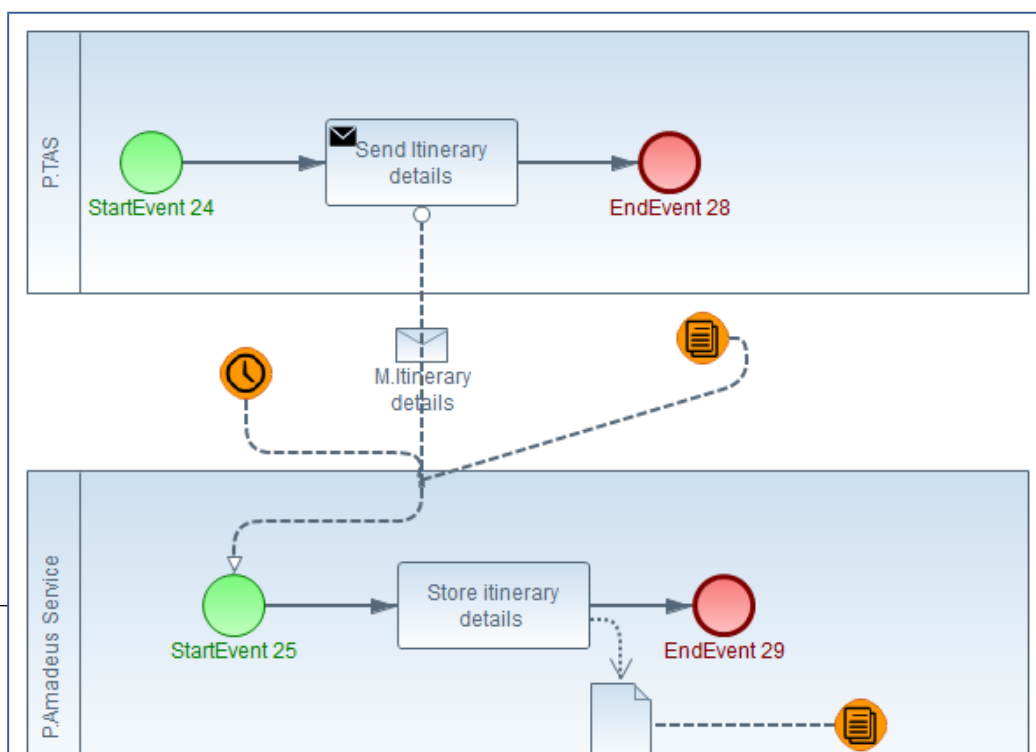 P.TAS
Send Itinerary
details
StartEvent 24
EndEvent 28
M.Itinerary
details
P.Amadeus Service
Store itinerary
details
StartEvent 25
EndEvent 29